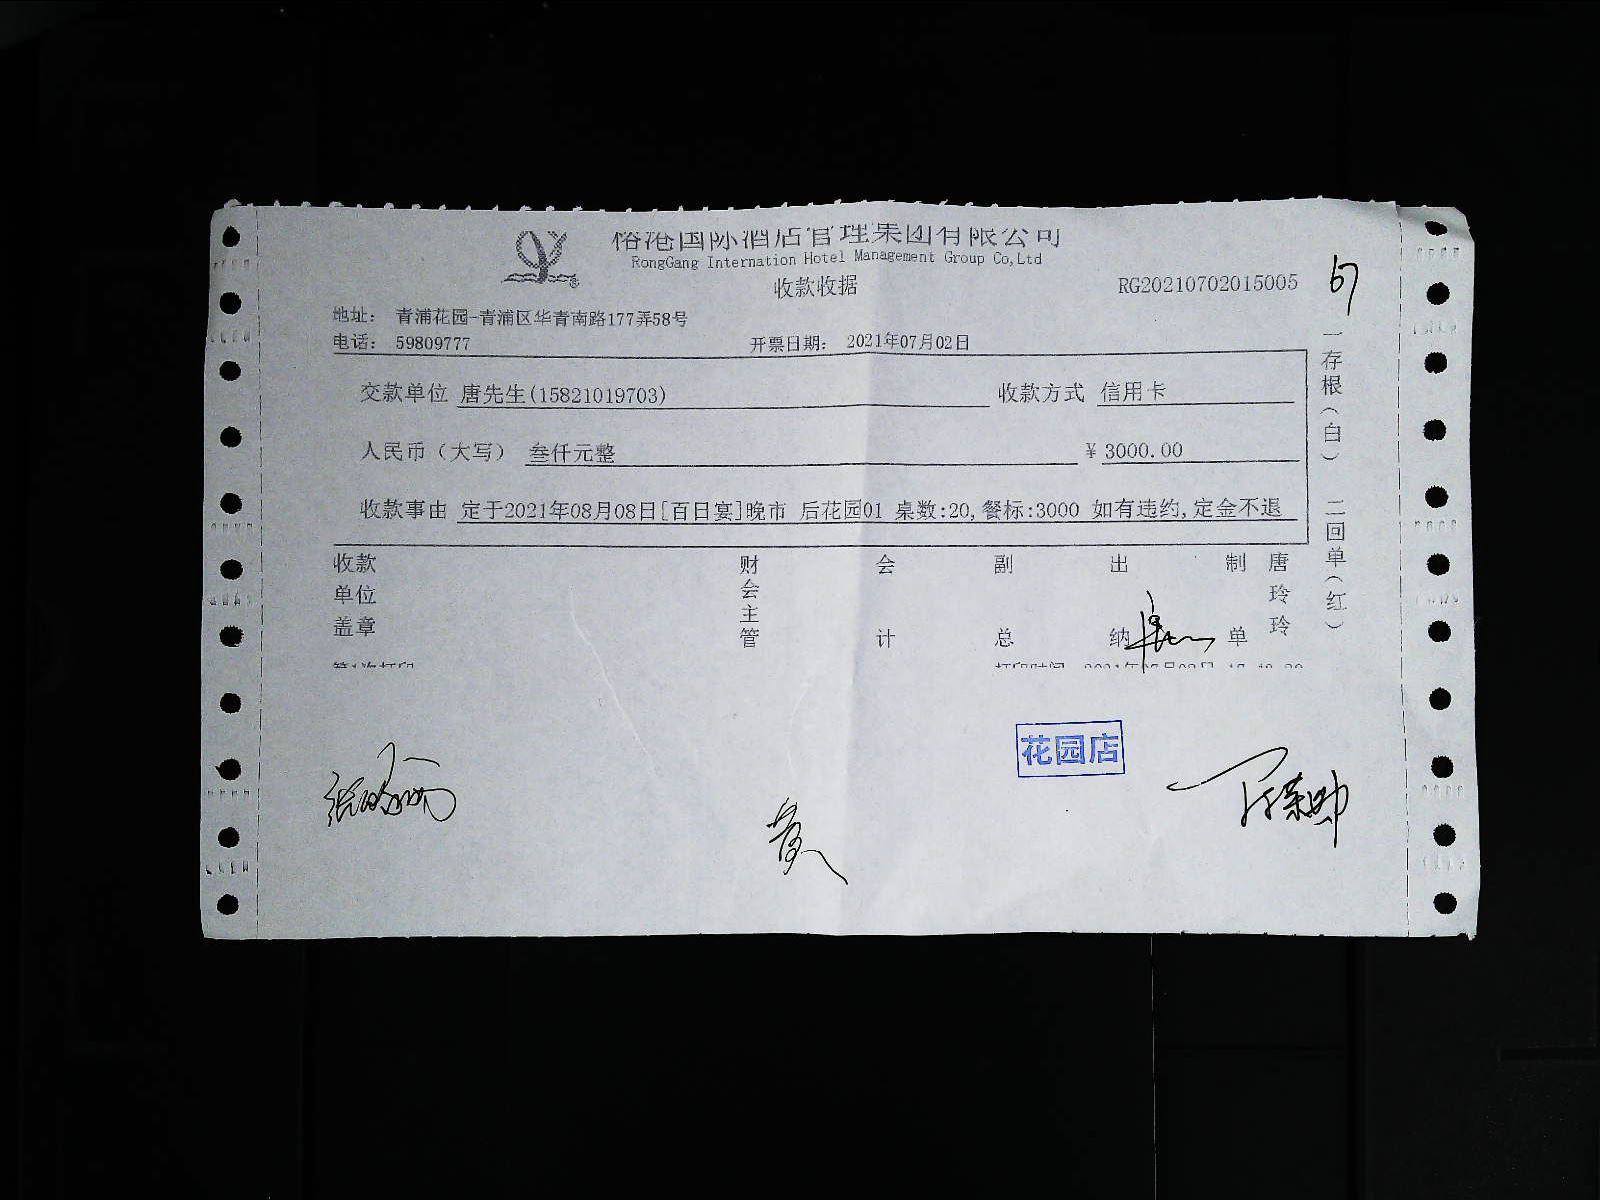 国际酒店管理集团有限公司
RongGang Internation Hotel Management Group Co,Ltd
收款收据
RG20210702015005
67
地址： 青浦花园-青浦区华青南路177弄58号
电话： 59809777
开票日期： 2021年07月02日
交款单位 唐先生(15821019703)
收款方式 信用卡
人民币（大写） 叁仟元整
¥ 3000.00
收款事由 定于2021年08月08日[百日宴]晚市 后花园01 桌数:20,餐标:3000 如有违约,定金不退
收款单位盖章
财会主管
会计
副总
出纳
制单
唐玲玲
一存根（白） 二回单（红）
花园店